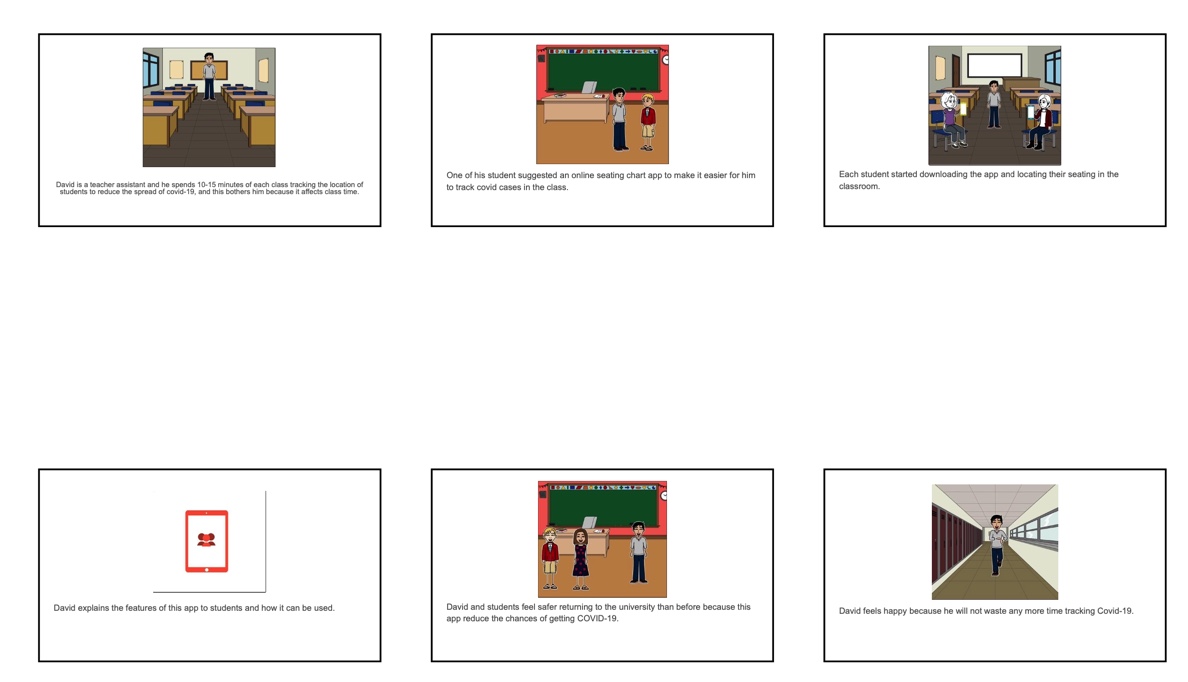 David is a teacher assistant and he spends 10-15 minutes of each class tracking the location of
students to reduce the spread of covid-19, and this bothers him because it affects class time.
One of his student suggested an online seating chart app to make it easier for him
to track covid cases in the class.
Each student started downloading the app and locating their seating in the
classroom.
David explains the features of this app to students and how it can be used.
David and students feel safer returning to the university than before because this
app reduce the chances of getting COVID-19.
David feels happy because he will not waste any more time tracking Covid-19.